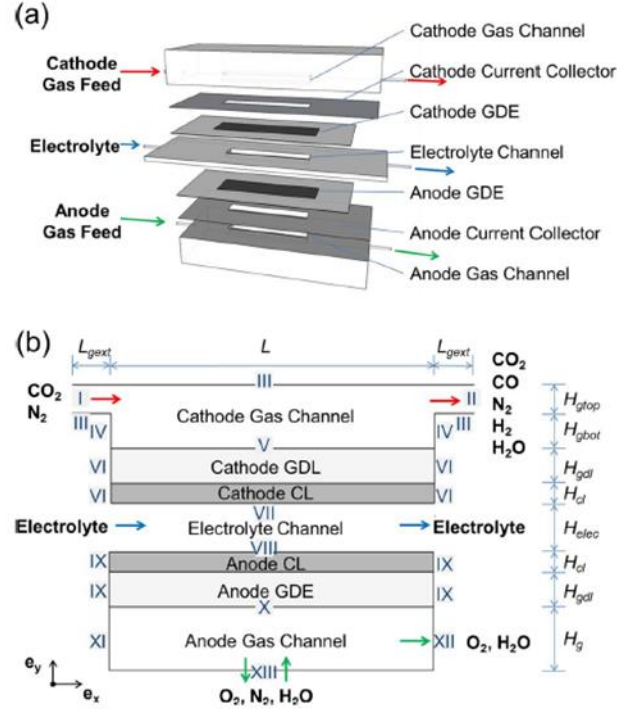 (a)
Cathode Gas Channel
Cathode
Gas Feed
Cathode Current Collector
Cathode GDE
Electrolyte
Electrolyte Channel
Anode GDE
Anode
Gas Feed
Anode Current Collector
Anode Gas Channel
(b)
Lgext L Lgext
CO2
CO
N2
H2
H2O
CO2
N2
I III II
Cathode Gas Channel
III IV IV III
V
VI Cathode GDL VI
VI Cathode CL VI
VII
Electrolyte Electrolyte Channel Electrolyte
VIII
IX Anode CL IX
IX Anode GDE IX
X
XI Anode Gas Channel XII O2, H2O
XIII
O2, N2, H2O
Hgtop
Hgbot
Hgdl
Hcl
Helec
Hcl
Hgdl
Hg
ey
ex